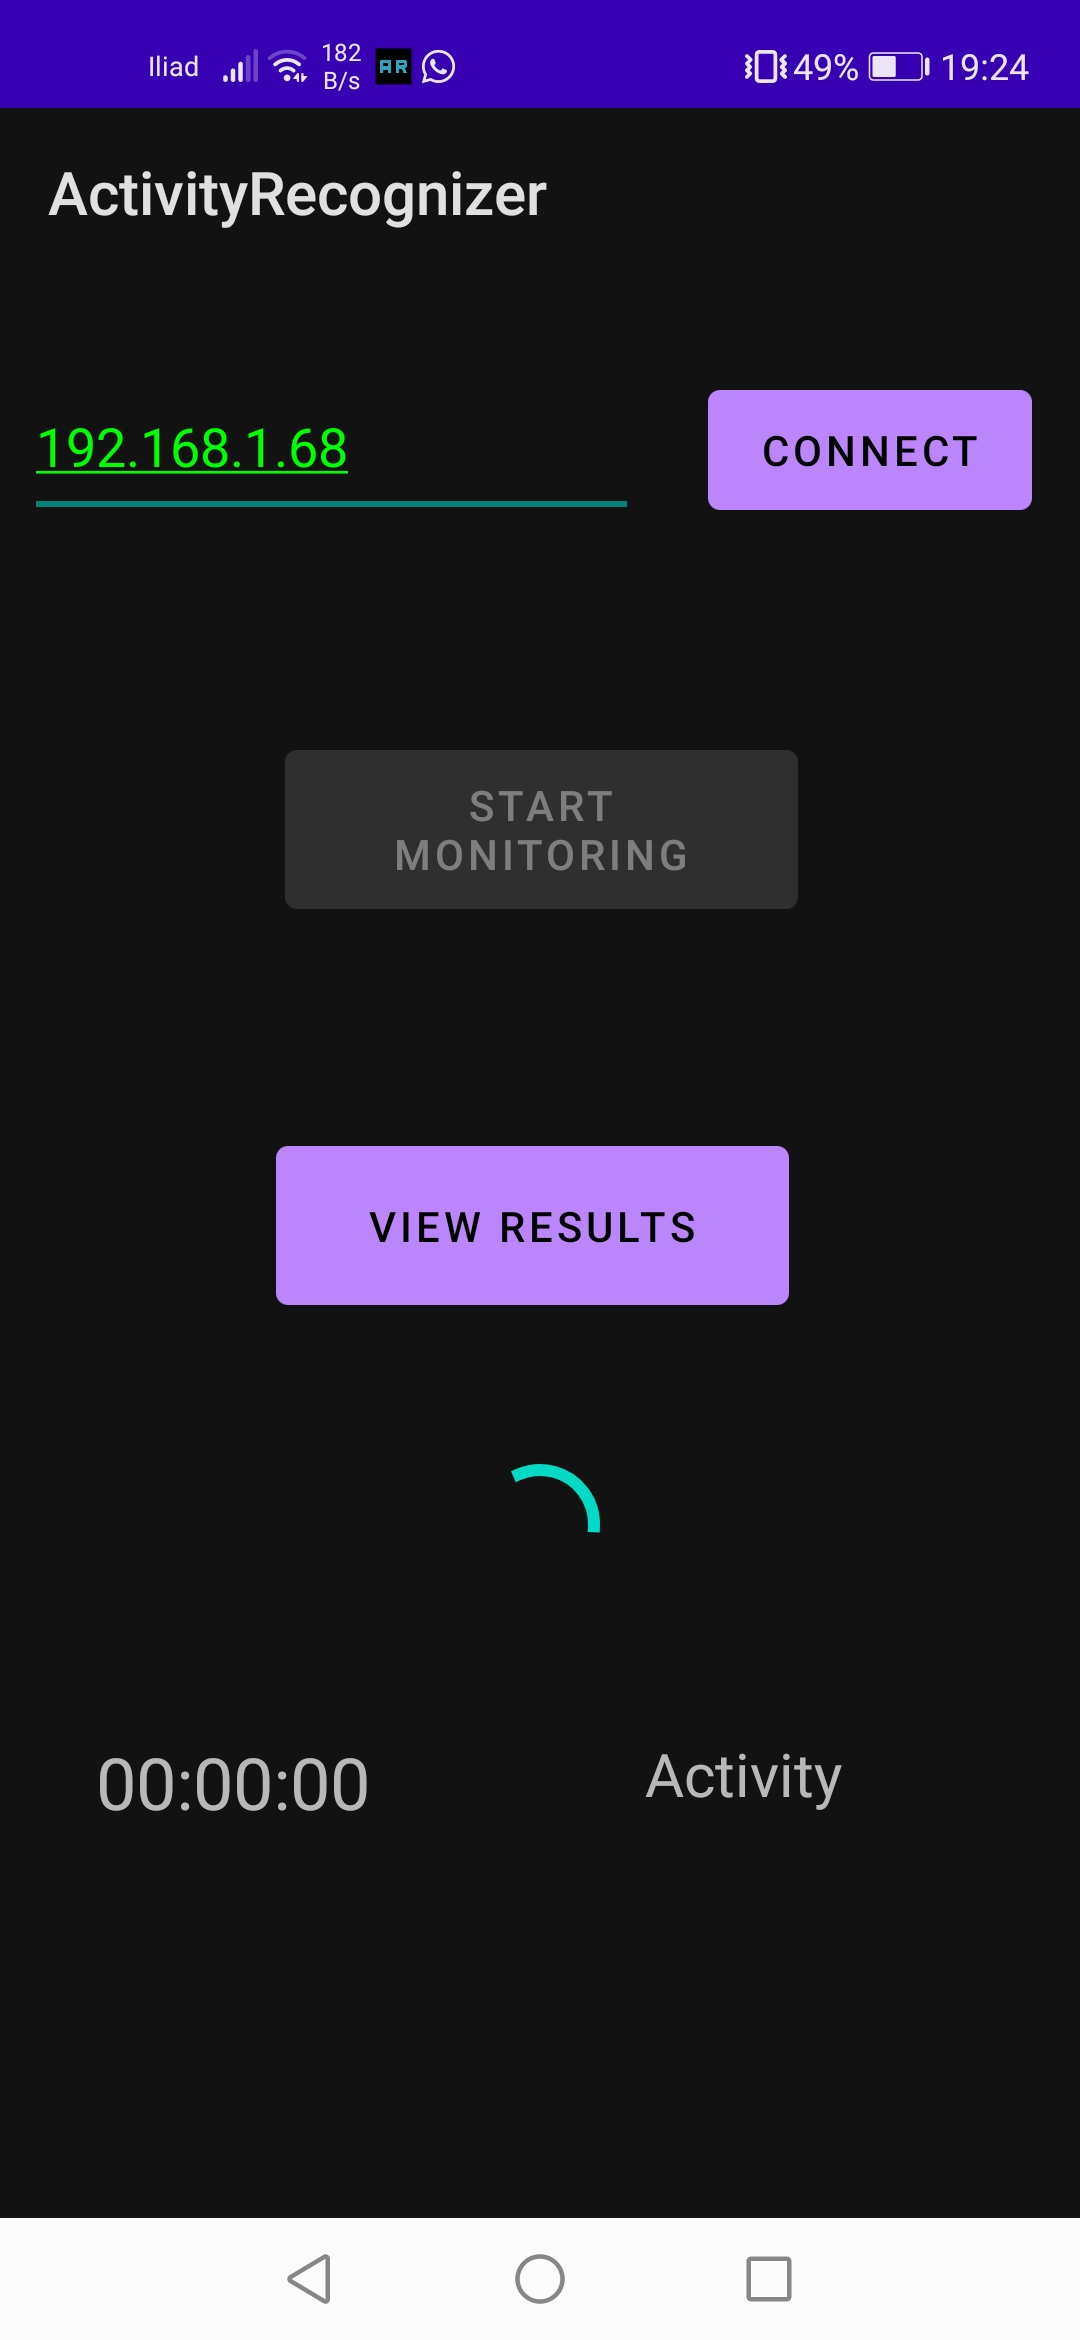 Iliad 182 B/s AR 49% 19:24
ActivityRecognizer
192.168.1.68 CONNECT
START
MONITORING
VIEW RESULTS
00:00:00 Activity